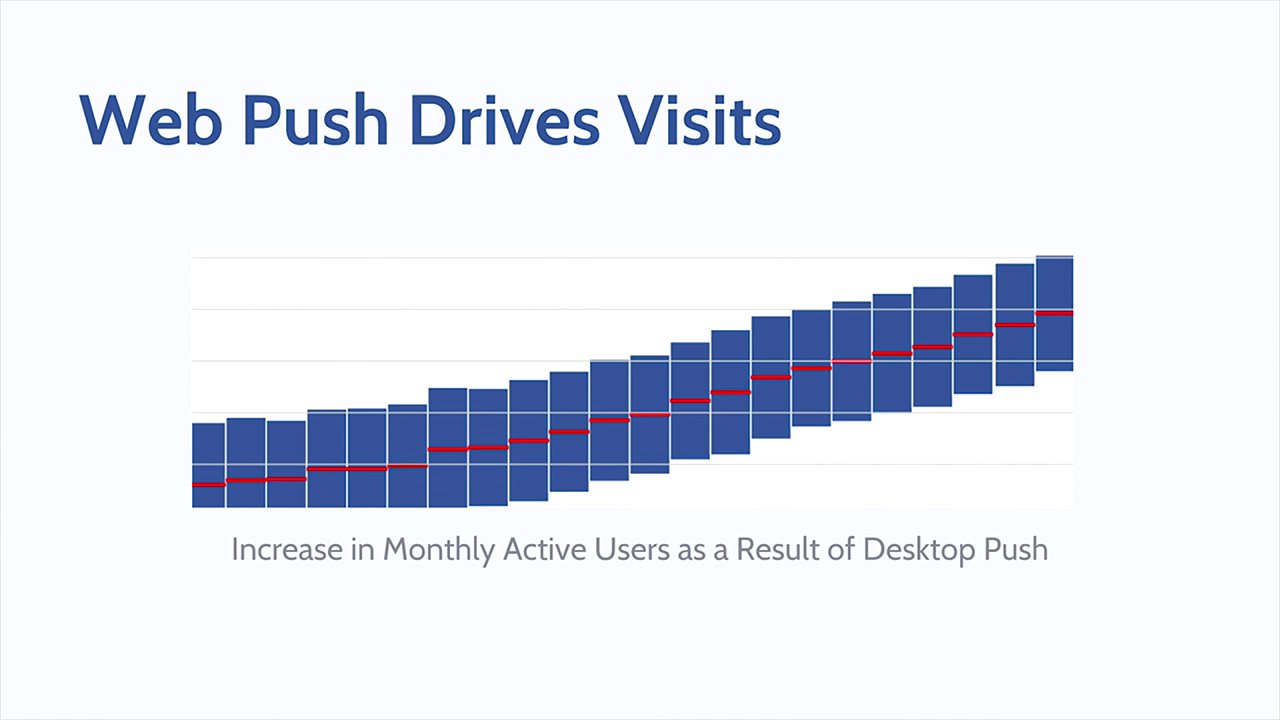 Web Push Drives Visits
Increase in Monthly Active Users as a Result of Desktop Push